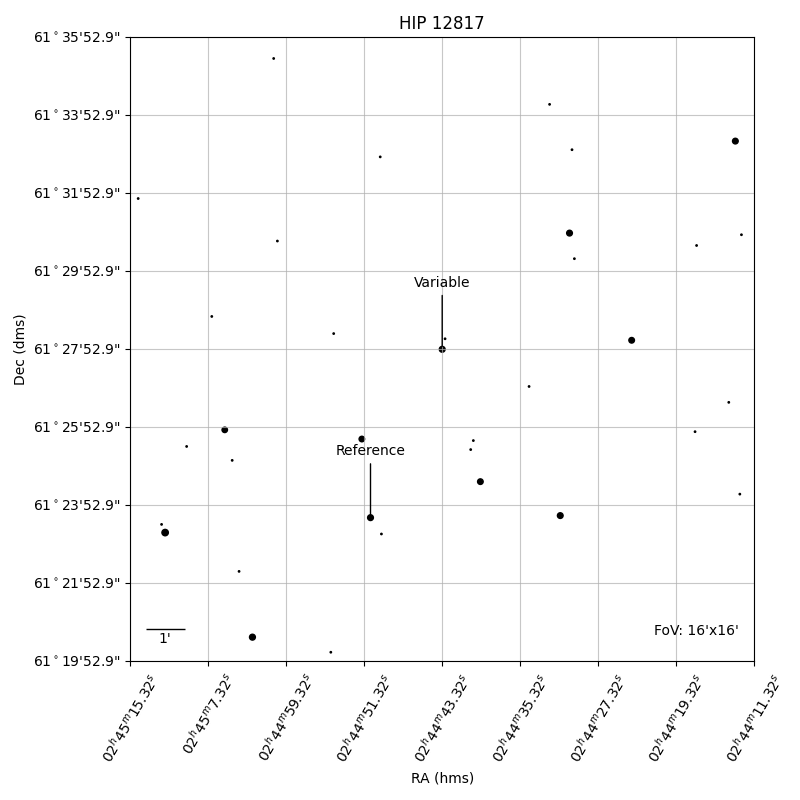 HIP 12817
61°35'52.9"
61°33'52.9"
61°31'52.9"
61°29'52.9"
61°27'52.9"
61°25'52.9"
61°23'52.9"
61°21'52.9"
61°19'52.9"
Dec (dms)
Variable
Reference
1'
FoV: 16'x16'
02ʰ45ᵐ15.32ˢ
02ʰ45ᵐ7.32ˢ
02ʰ44ᵐ59.32ˢ
02ʰ44ᵐ51.32ˢ
02ʰ44ᵐ43.32ˢ
02ʰ44ᵐ35.32ˢ
02ʰ44ᵐ27.32ˢ
02ʰ44ᵐ19.32ˢ
02ʰ44ᵐ11.32ˢ
RA (hms)